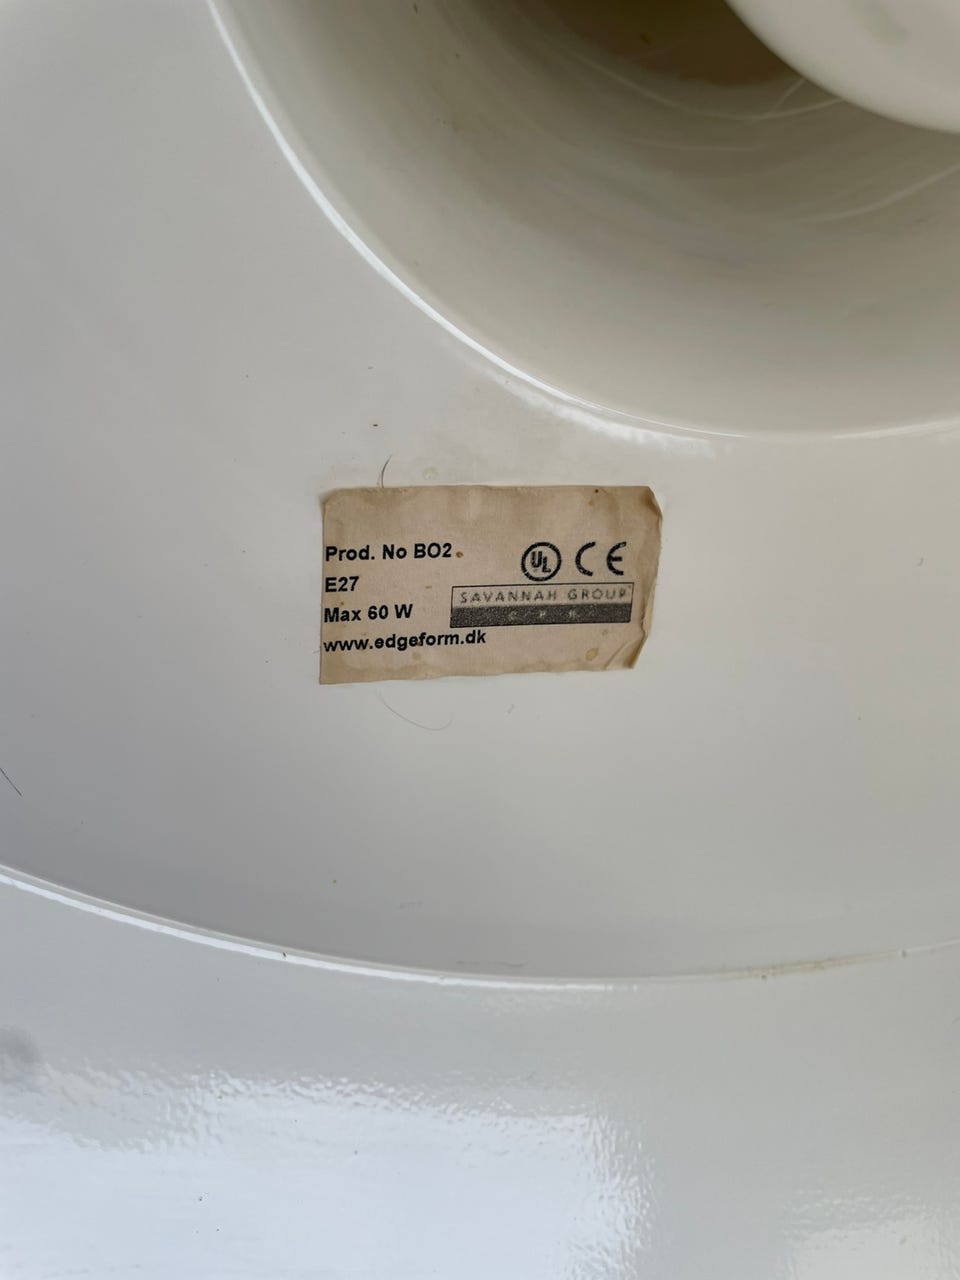 Prod. No BO2
E27
Max 60 W
www.edgeform.dk
UL CE
SAVANNAH GROUP
C P H